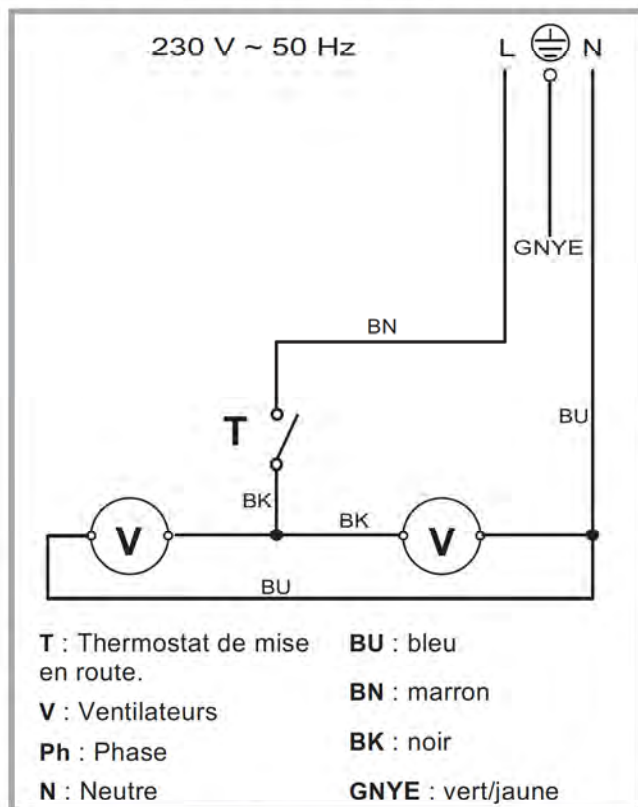 230 V ~ 50 Hz
L N
GNYE
BN
T
BU
BK
BK
V
V
BU
T : Thermostat de mise
en route.
V : Ventilateurs
Ph : Phase
N : Neutre
BU : bleu
BN : marron
BK : noir
GNYE : vert/jaune